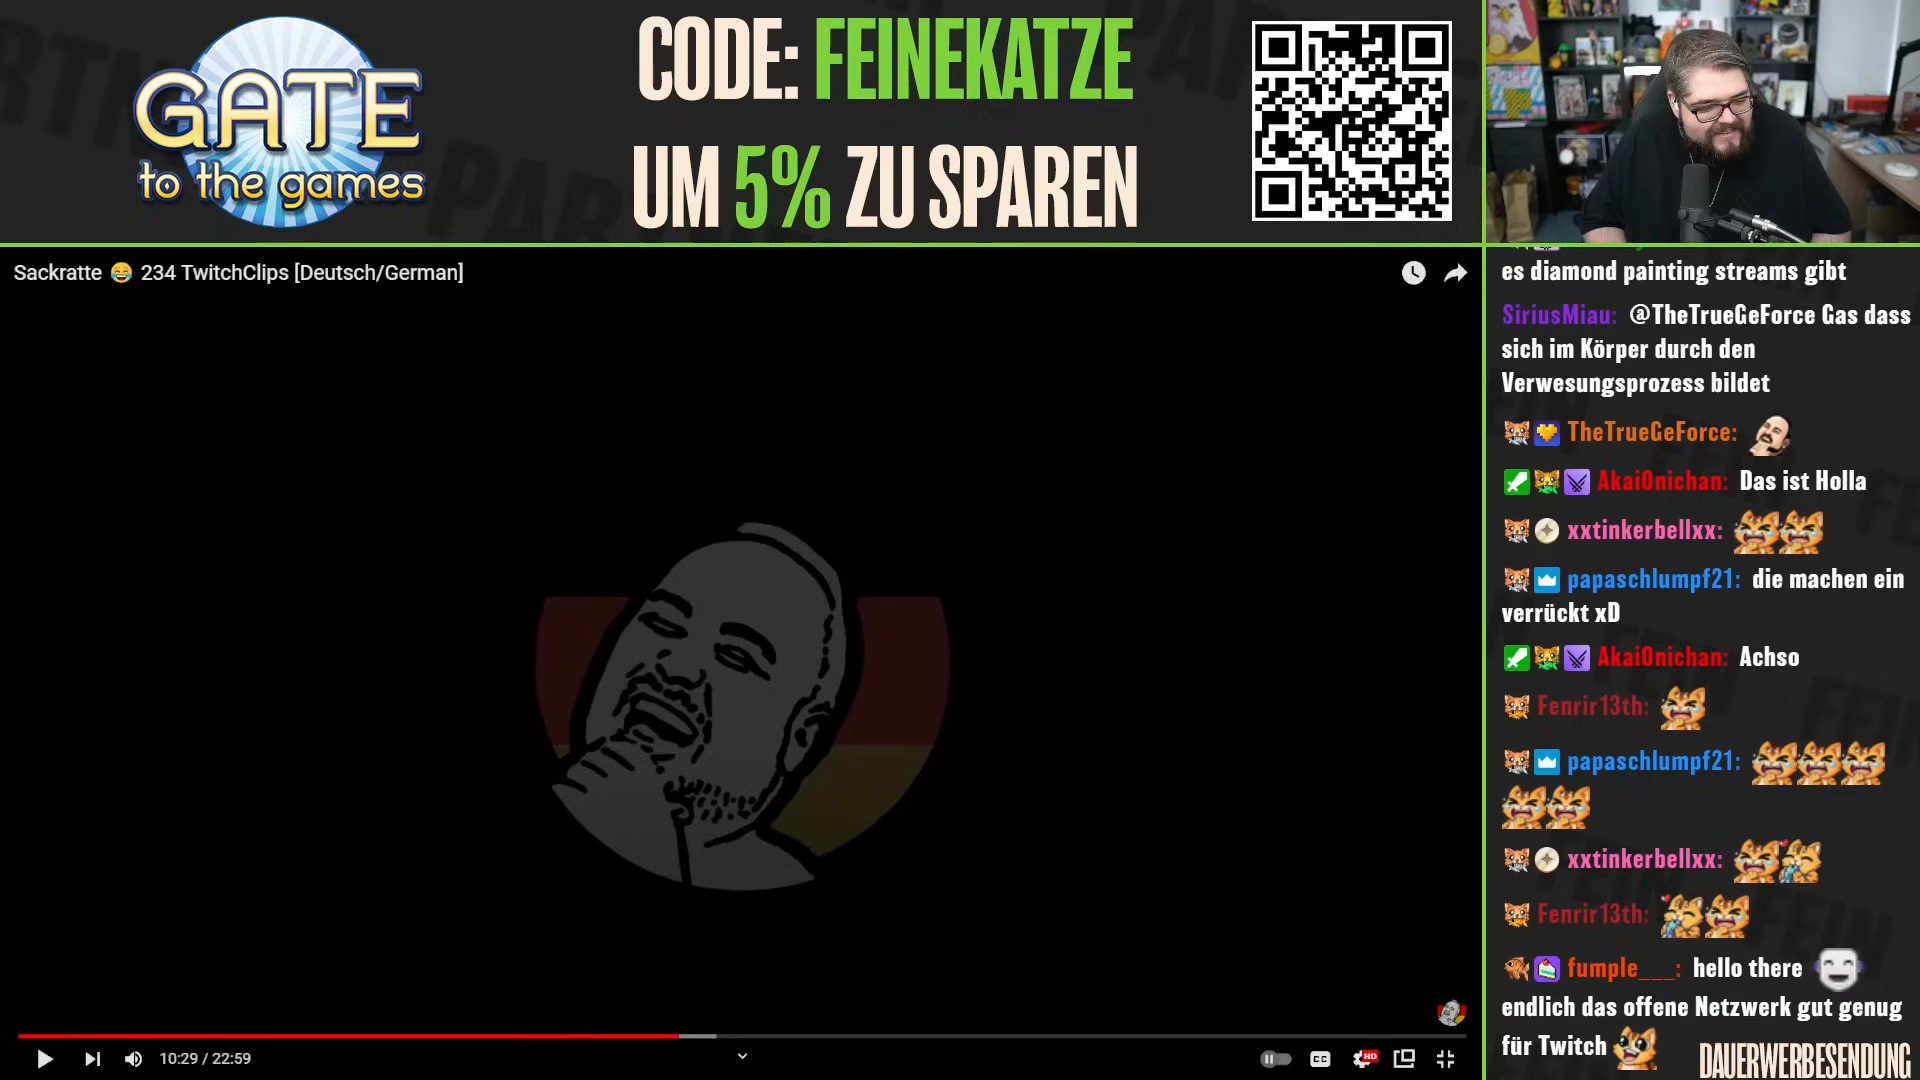 GATE
to the games
CODE: FEINEKATZE
UM 5% ZU SPAREN
Sackratte 😂 234 TwitchClips [Deutsch/German]
es diamond painting streams gibt
SiriusMiau: @TheTrueGeForce Gas dass
sich im Körper durch den
Verwesungsprozess bildet
TheTrueGeForce:
AkaiOnichan: Das ist Holla
xxtinkerbellxx:
papaschlumpf21: die machen ein
verrückt xD
AkaiOnichan: Achso
Fenrir13th:
papaschlumpf21:
xxtinkerbellxx:
Fenrir13th:
fumple___: hello there
endlich das offene Netzwerk gut genug
für Twitch
DAUERWERBESENDUNG
10:29 / 22:59
CC
HD